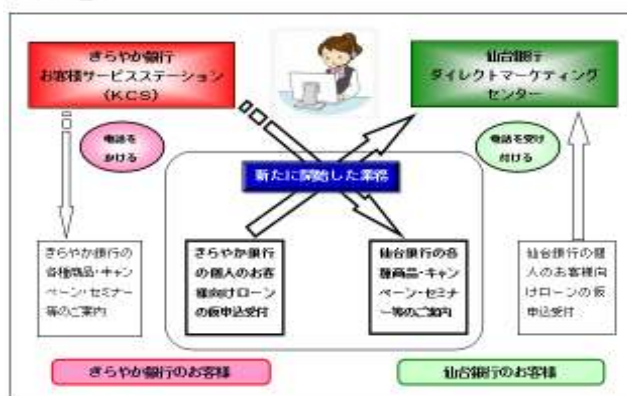 きらやか銀行
お客様サービスステーション
(KCS)
仙台銀行
ダイレクトマーケティング
センター
電話を
かける
電話を受け
付ける
新たに開始した業務
きらやか銀行の
各種商品・キャン
ペーン・セミナー
等のご案内
きらやか銀行
の個人のお客
様向けローン
の仮申込受付
仙台銀行の各
種商品・キャン
ペーン・セミナ
ー等のご案内
仙台銀行の個
人のお客様向
けローンの仮
申込受付
きらやか銀行のお客様
仙台銀行のお客様